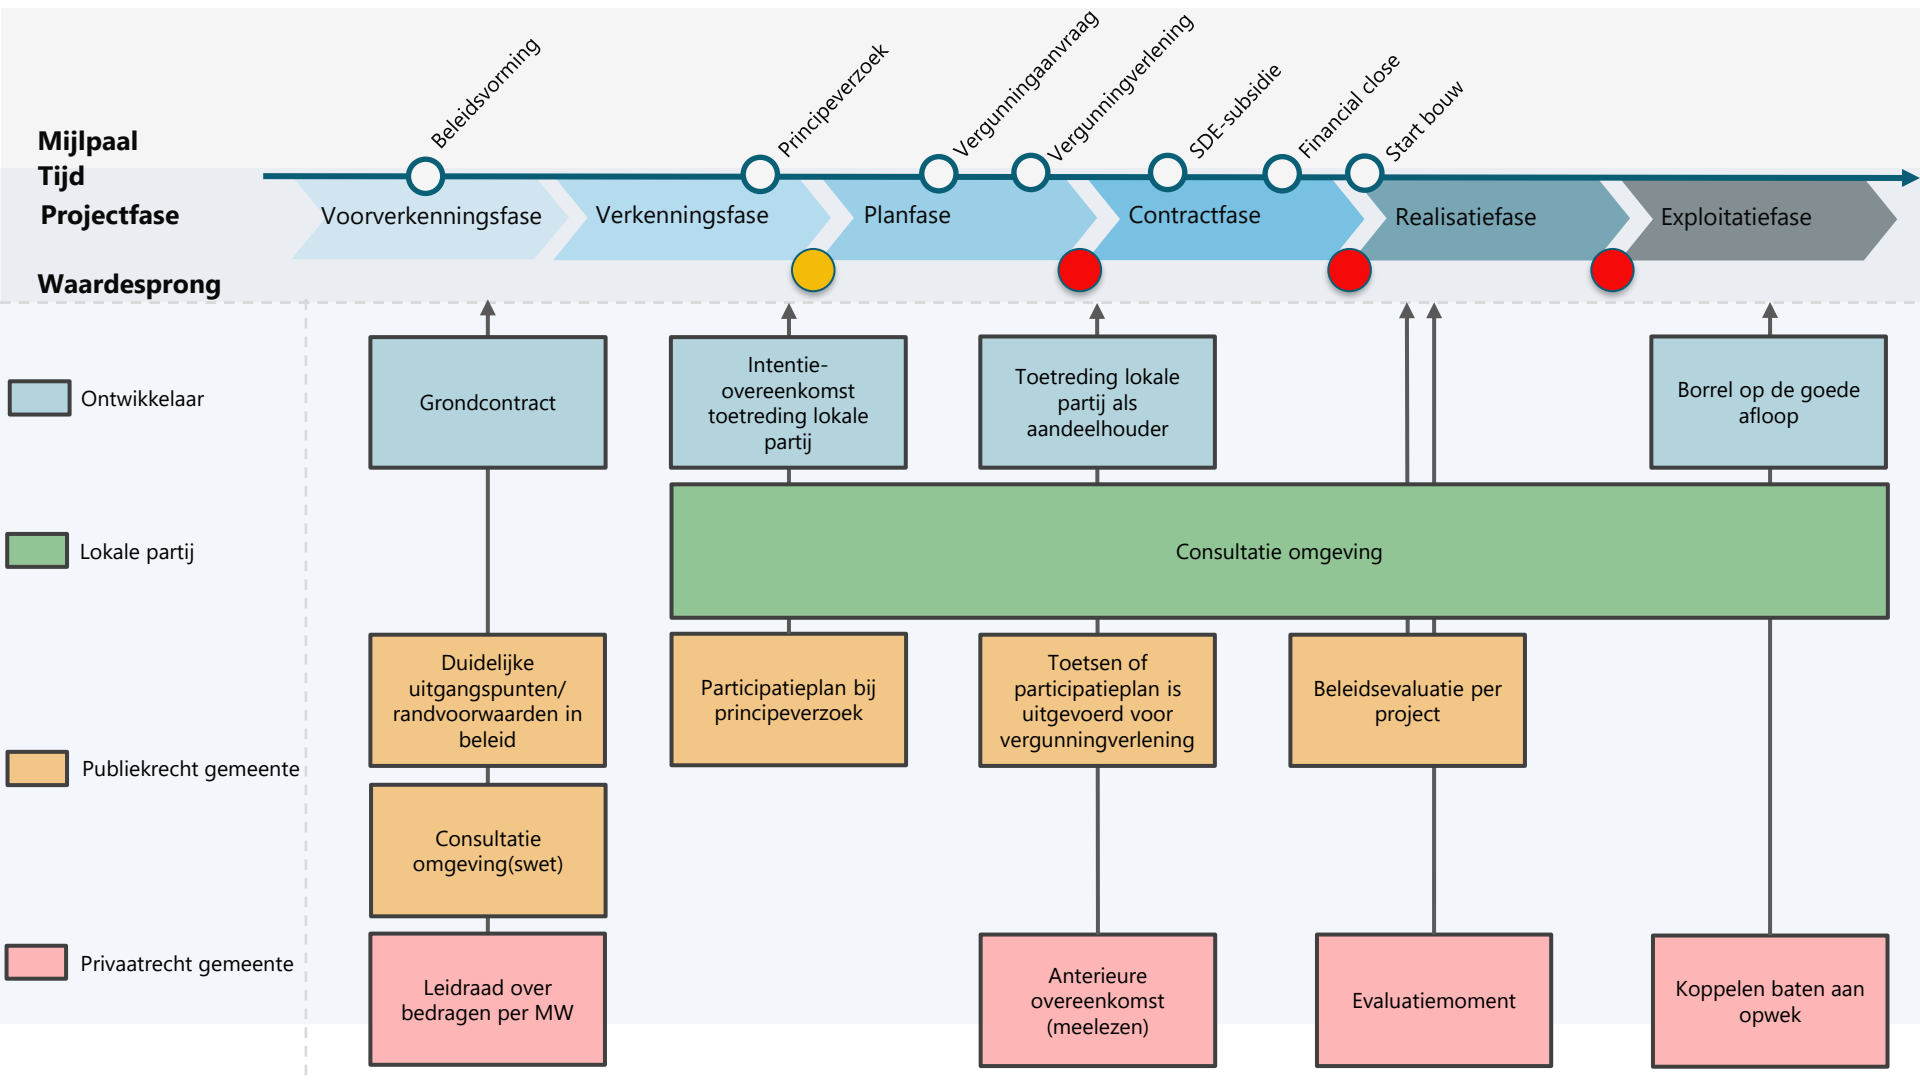 Mijlpaal
Beleidsvorming
Principeverzoek
Vergunningaanvraag
Vergunningverlening
SDE-subsidie
Financial close
Start bouw
Tijd
Projectfase
Voorverkenningsfase
Verkenningsfase
Planfase
Contractfase
Realisatiefase
Exploitatiefase
Waardesprong
Ontwikkelaar
Grondcontract
Intentie-
overeenkomst
toetreding lokale
partij
Toetreding lokale
partij als
aandeelhouder
Borrel op de goede
afloop
Lokale partij
Consultatie omgeving
Publiekrecht gemeente
Duidelijke
uitgangspunten/
randvoorwaarden in
beleid
Participatieplan bij
principeverzoek
Toetsen of
participatieplan is
uitgevoerd voor
vergunningverlening
Beleidsevaluatie per
project
Consultatie
omgeving(swet)
Privaatrecht gemeente
Leidraad over
bedragen per MW
Anterieure
overeenkomst
(meelezen)
Evaluatiemoment
Koppelen baten aan
opwek